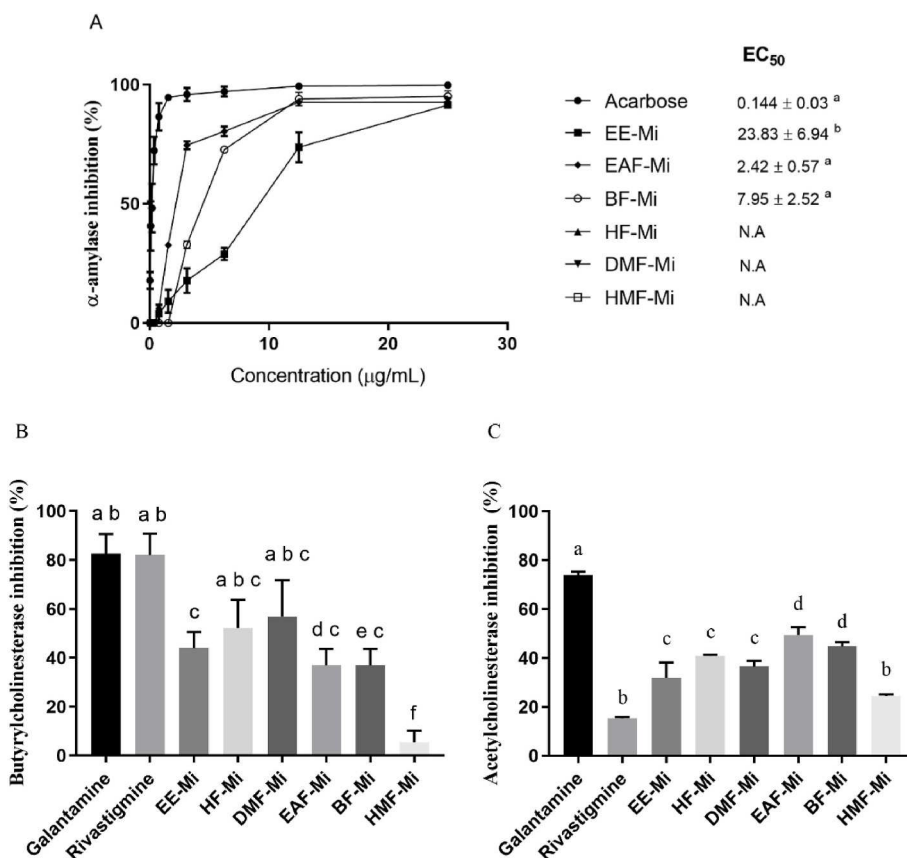 A
EC50
α-amylase inhibition (%)
100
50
0
0
10
20
30
Concentration (μg/mL)
Acarbose 0.144 ± 0.03 a
EE-Mi 23.83 ± 6.94 b
EAF-Mi 2.42 ± 0.57 a
BF-Mi 7.95 ± 2.52 a
HF-Mi N.A
DMF-Mi N.A
HMF-Mi N.A
B
Butyrylcholinesterase inhibition (%)
100
80
60
40
20
0
a b
a b
c
a b c
a b c
d c
e c
f
Galantamine
Rivastigmine
EE-Mi
HF-Mi
DMF-Mi
EAF-Mi
BF-Mi
HMF-Mi
C
Acetylcholinesterase inhibition (%)
100
80
60
40
20
0
a
b
c
c
c
d
d
b
Galantamine
Rivastigmine
EE-Mi
HF-Mi
DMF-Mi
EAF-Mi
BF-Mi
HMF-Mi